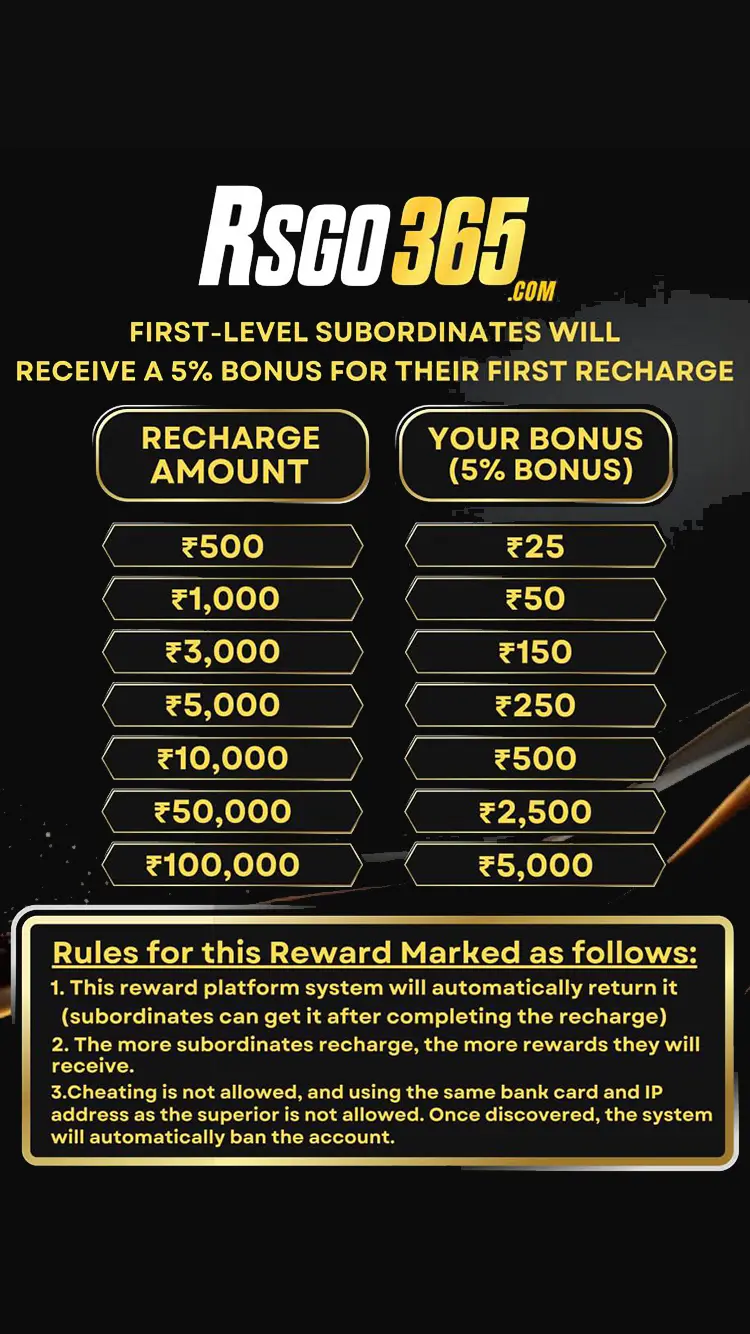 RSGO365
.COM
FIRST-LEVEL SUBORDINATES WILL
RECEIVE A 5% BONUS FOR THEIR FIRST RECHARGE
RECHARGE
AMOUNT
YOUR BONUS
(5% BONUS)
₹500
₹25
₹1,000
₹50
₹3,000
₹150
₹5,000
₹250
₹10,000
₹500
₹50,000
₹2,500
₹100,000
₹5,000
Rules for this Reward Marked as follows:
1. This reward platform system will automatically return it
(subordinates can get it after completing the recharge)
2. The more subordinates recharge, the more rewards they will
receive.
3.Cheating is not allowed, and using the same bank card and IP
address as the superior is not allowed. Once discovered, the system
will automatically ban the account.